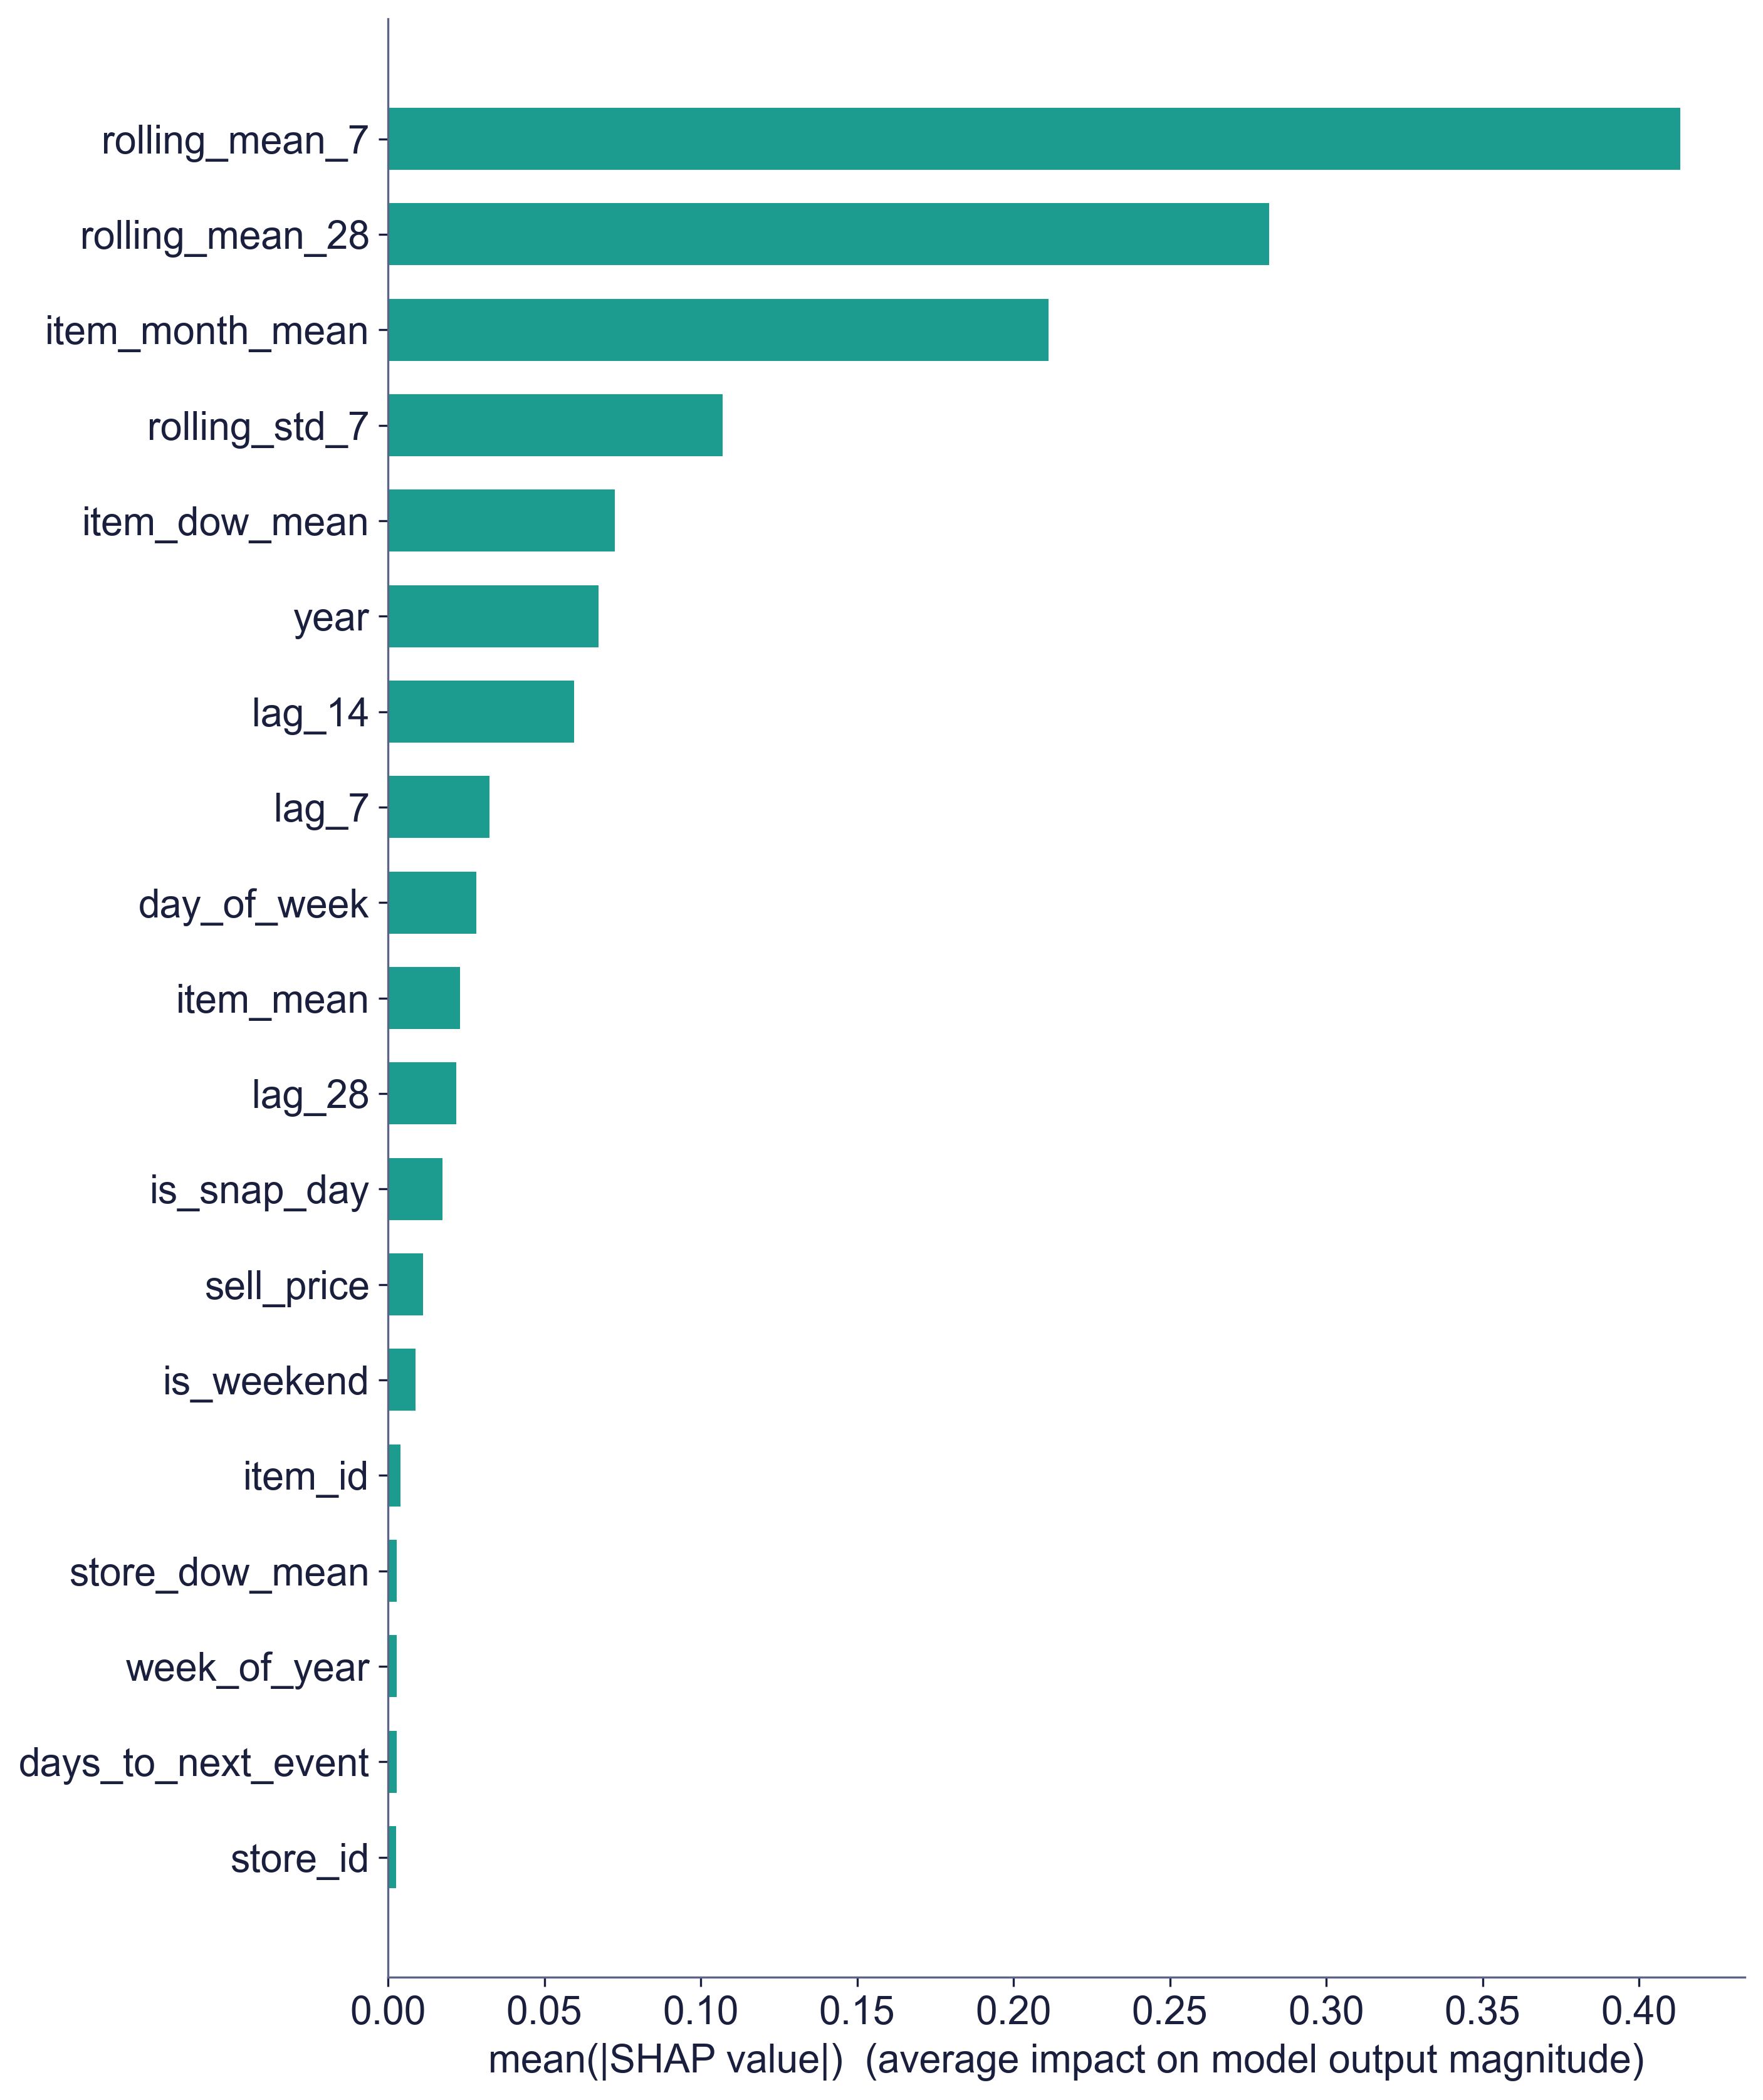 rolling_mean_7
rolling_mean_28
item_month_mean
rolling_std_7
item_dow_mean
year
lag_14
lag_7
day_of_week
item_mean
lag_28
is_snap_day
sell_price
is_weekend
item_id
store_dow_mean
week_of_year
days_to_next_event
store_id
0.00 0.05 0.10 0.15 0.20 0.25 0.30 0.35 0.40
mean(|SHAP value|) (average impact on model output magnitude)